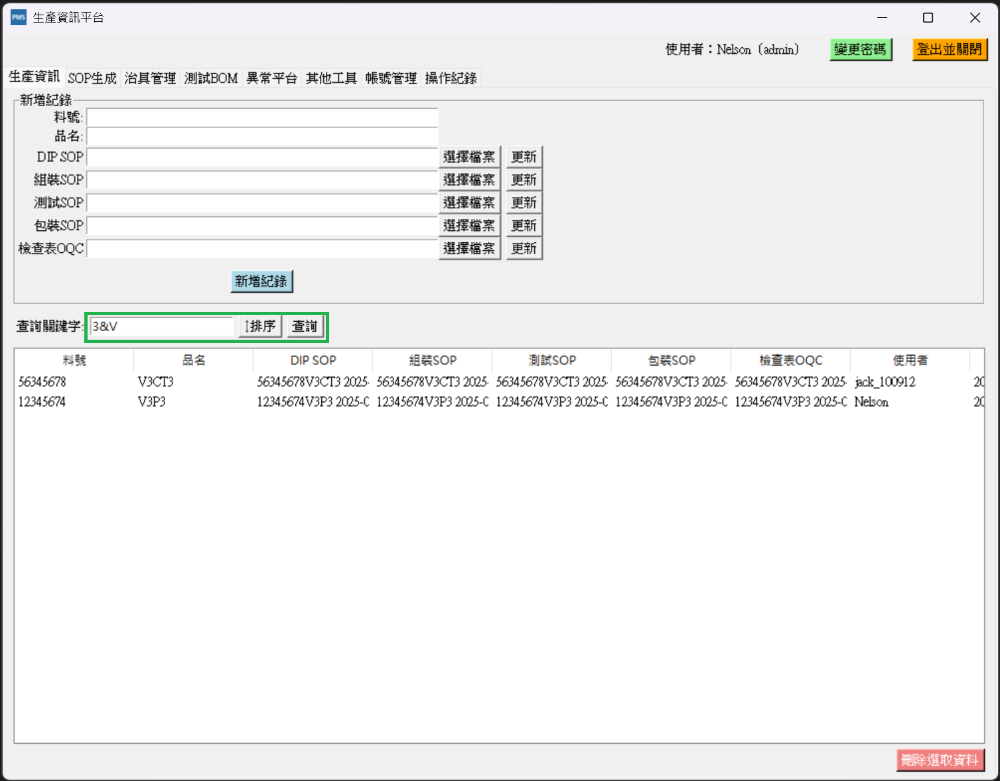 PMS 生產資訊平台
使用者：Nelson（admin） 變更密碼 登出並關閉
生產資訊 SOP生成 治具管理 測試BOM 異常平台 其他工具 帳號管理 操作紀錄
新增紀錄
料號:
品名:
DIP SOP 選擇檔案 更新
組裝SOP 選擇檔案 更新
測試SOP 選擇檔案 更新
包裝SOP 選擇檔案 更新
檢查表OQC 選擇檔案 更新
新增紀錄
查詢關鍵字: 3&V ↕排序 查詢
料號 品名 DIP SOP 組裝SOP 測試SOP 包裝SOP 檢查表OQC 使用者
56345678 V3CT3 56345678V3CT3 2025- 56345678V3CT3 2025- 56345678V3CT3 2025- 56345678V3CT3 2025- 56345678V3CT3 2025- jack_100912 20
12345674 V3P3 12345674V3P3 2025-0 12345674V3P3 2025-0 12345674V3P3 2025-0 12345674V3P3 2025-0 12345674V3P3 2025-0 Nelson 20
刪除選取資料